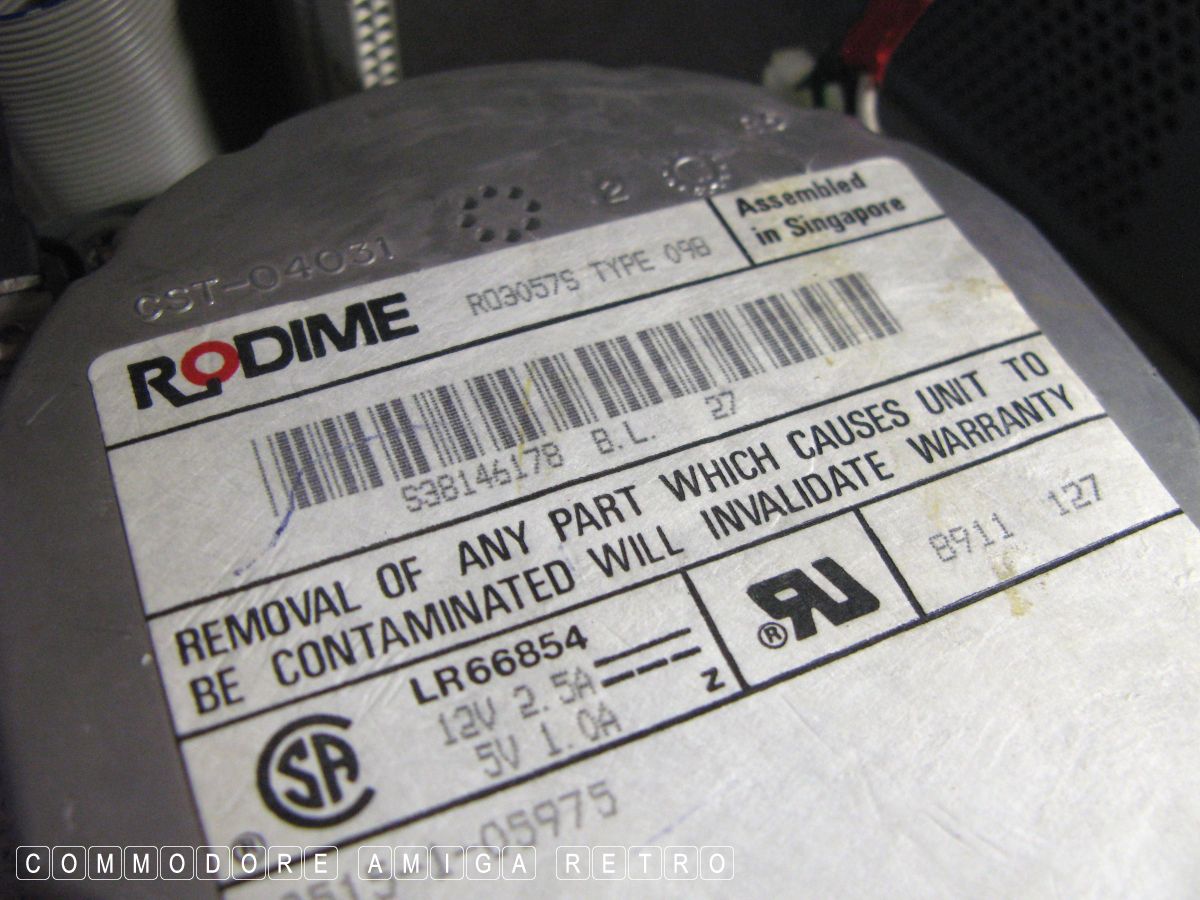 CST-04031
2
RODIME
RO3057S TYPE 09B
Assembled
in Singapore
S38146178 B.L. 27
REMOVAL OF ANY PART WHICH CAUSES UNIT TO
BE CONTAMINATED WILL INVALIDATE WARRANTY
LR66854
12V 2.5A
5V 1.0A
Z
8911 127
05975
COMMODORE AMIGA RETRO